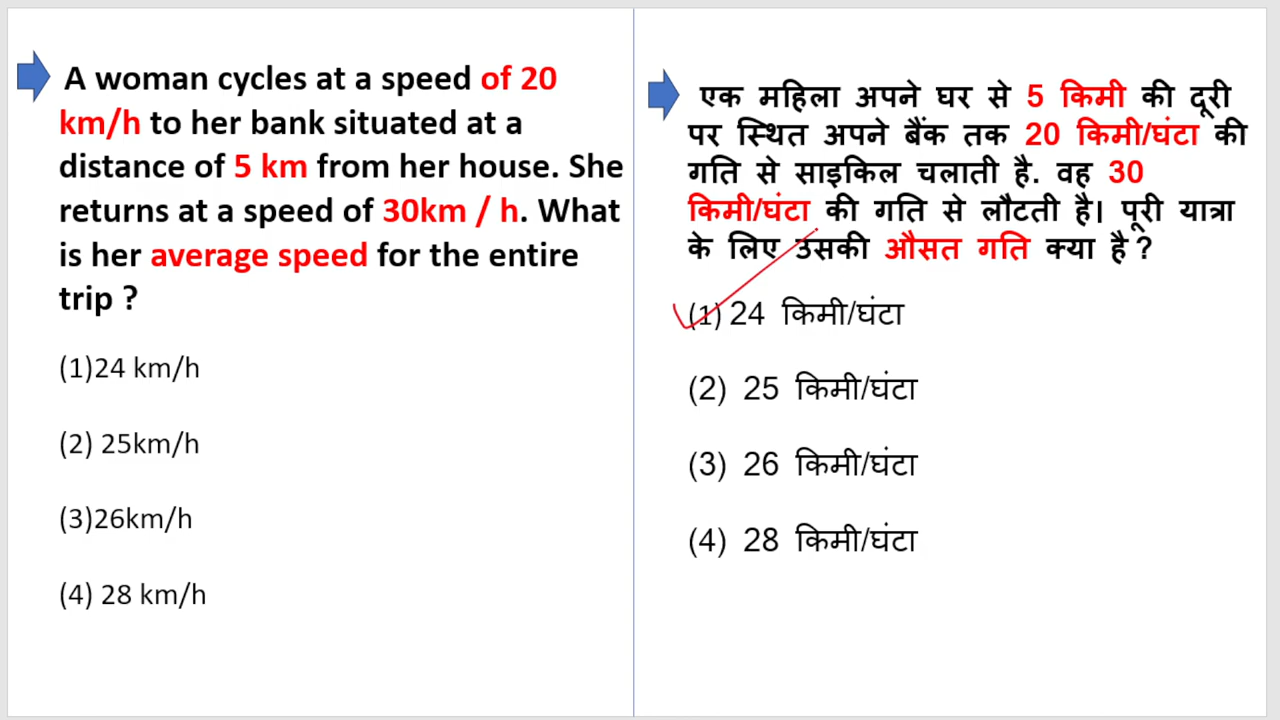 A woman cycles at a speed of 20
km/h to her bank situated at a
distance of 5 km from her house. She
returns at a speed of 30km / h. What
is her average speed for the entire
trip ?
(1)24 km/h
(2) 25km/h
(3)26km/h
(4) 28 km/h
एक महिला अपने घर से 5 किमी की दूरी
पर स्थित अपने बैंक तक 20 किमी/घंटा की
गति से साइकिल चलाती है. वह 30
किमी/घंटा की गति से लौटती है। पूरी यात्रा
के लिए उसकी औसत गति क्या है ?
(1) 24 किमी/घंटा
(2) 25 किमी/घंटा
(3) 26 किमी/घंटा
(4) 28 किमी/घंटा